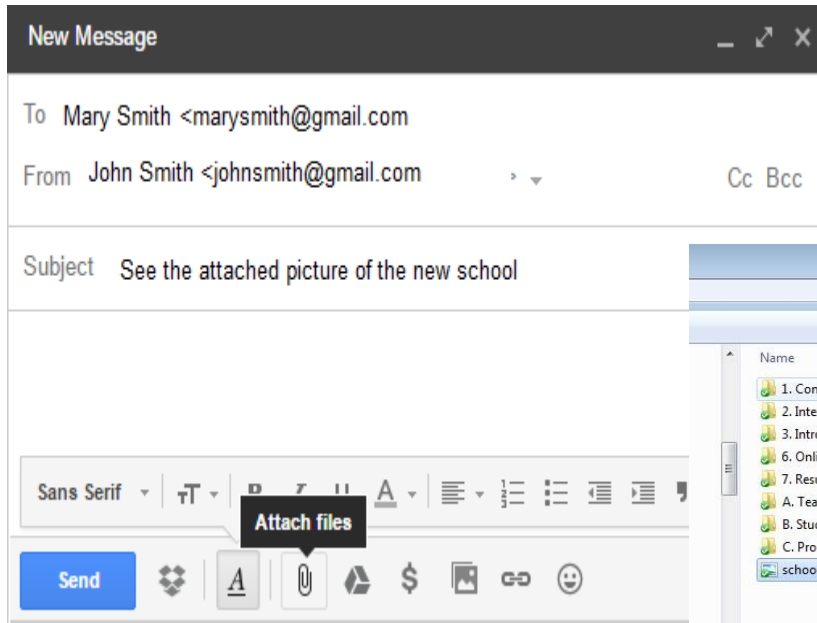 New Message
To Mary Smith <marysmith@gmail.com
From John Smith <johnsmith@gmail.com
Cc Bcc
Subject See the attached picture of the new school
Name
1. Con
2. Inte
3. Intro
6. Onli
7. Resu
A. Tea
B. Stud
C. Pro
schoo
Sans Serif T B I U A
Attach files
Send A $